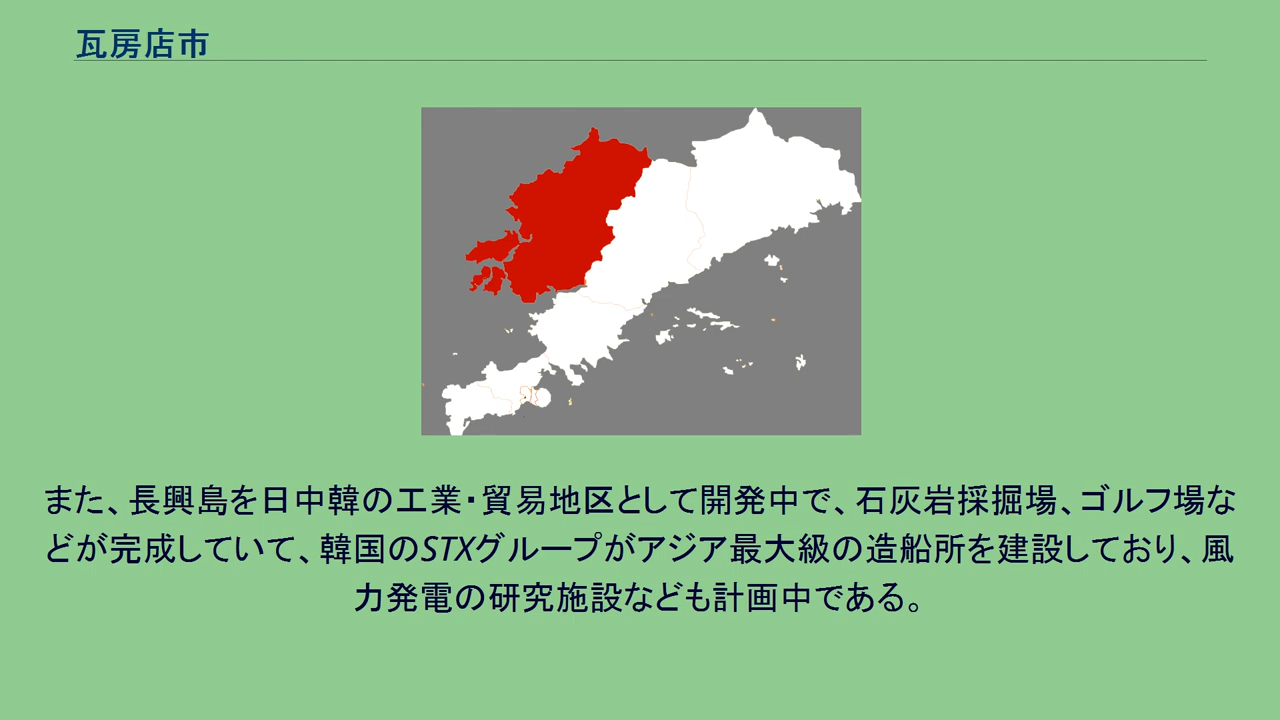 瓦房店市
また、長興島を日中韓の工業・貿易地区として開発中で、石灰岩採掘場、ゴルフ場な
どが完成していて、韓国のSTXグループがアジア最大級の造船所を建設しており、風
力発電の研究施設なども計画中である。